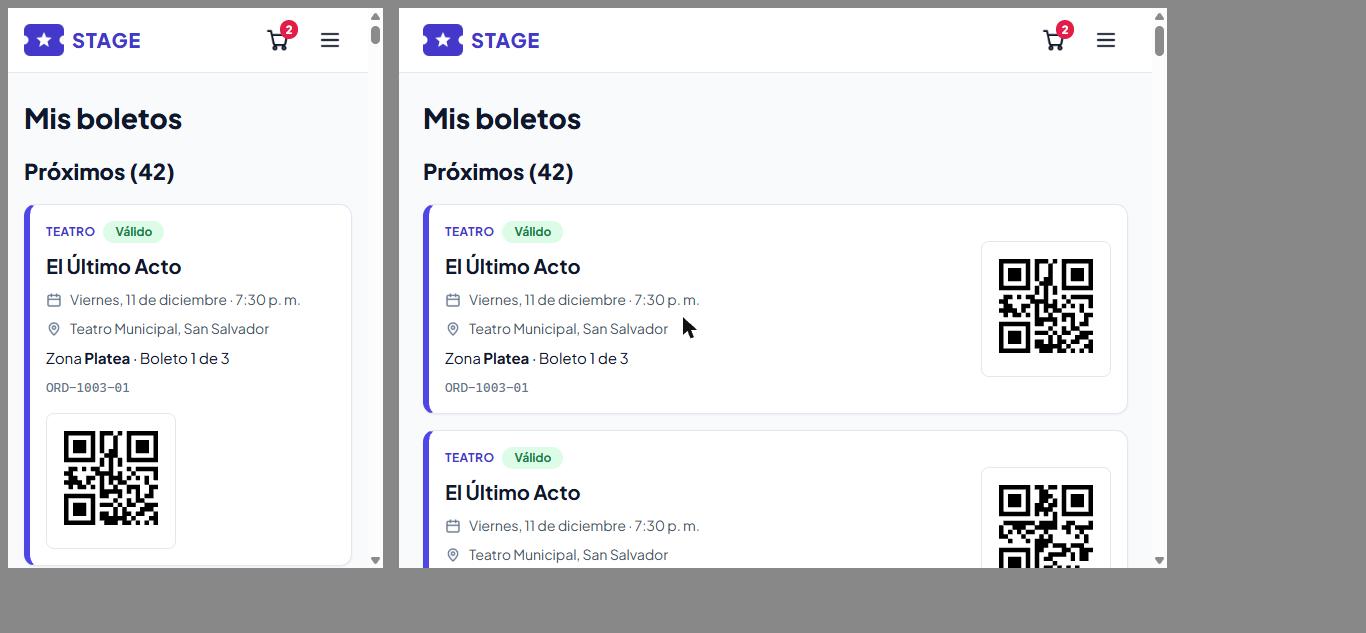 STAGE
2
Mis boletos
Próximos (42)
TEATRO Válido
El Último Acto
Viernes, 11 de diciembre · 7:30 p. m.
Teatro Municipal, San Salvador
Zona Platea · Boleto 1 de 3
ORD-1003-01
STAGE
2
Mis boletos
Próximos (42)
TEATRO Válido
El Último Acto
Viernes, 11 de diciembre · 7:30 p. m.
Teatro Municipal, San Salvador
Zona Platea · Boleto 1 de 3
ORD-1003-01
TEATRO Válido
El Último Acto
Viernes, 11 de diciembre · 7:30 p. m.
Teatro Municipal, San Salvador